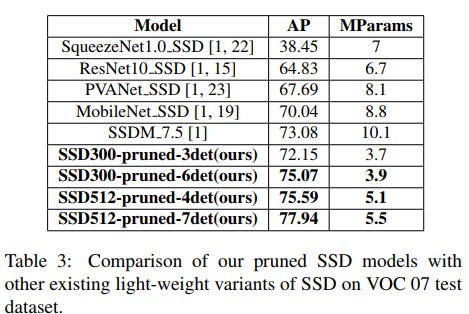 Model AP MParams
SqueezeNet1.0_SSD [1, 22] 38.45 7
ResNet10_SSD [1, 15] 64.83 6.7
PVANet_SSD [1, 23] 67.69 8.1
MobileNet_SSD [1, 19] 70.04 8.8
SSDM_7.5 [1] 73.08 10.1
SSD300-pruned-3det(ours) 72.15 3.7
SSD300-pruned-6det(ours) 75.07 3.9
SSD512-pruned-4det(ours) 75.59 5.1
SSD512-pruned-7det(ours) 77.94 5.5
Table 3: Comparison of our pruned SSD models with
other existing light-weight variants of SSD on VOC 07 test
dataset.